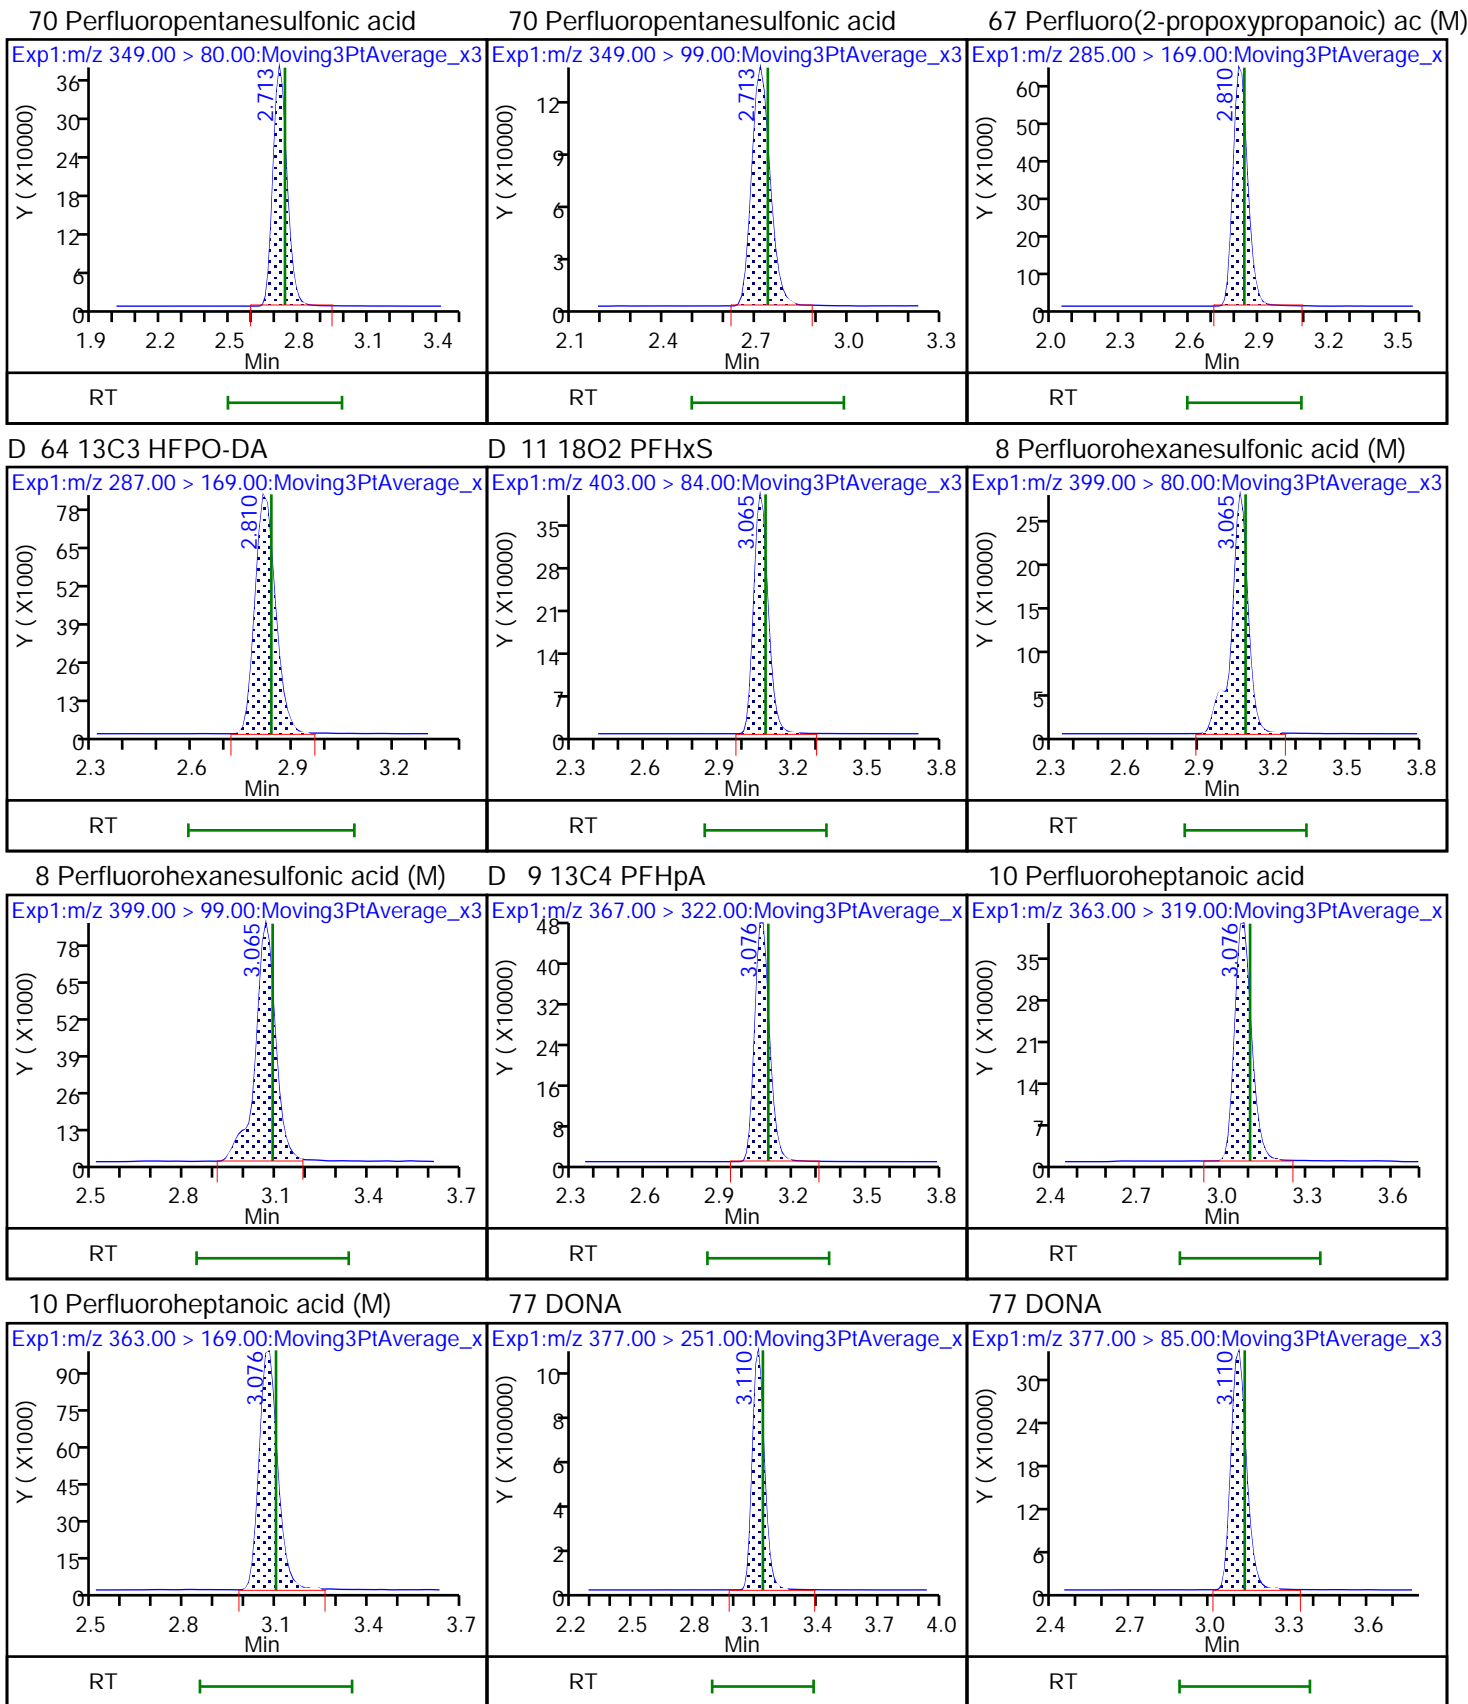 70 Perfluoropentanesulfonic acid
Exp1:m/z 349.00 > 80.00:Moving3PtAverage_x3
2.713
Y ( X10000)
36
30
24
18
12
6
0
1.9 2.2 2.5 2.8 3.1 3.4
Min
RT
70 Perfluoropentanesulfonic acid
Exp1:m/z 349.00 > 99.00:Moving3PtAverage_x3
2.713
Y ( X10000)
12
9
6
3
0
2.1 2.4 2.7 3.0 3.3
Min
RT
67 Perfluoro(2-propoxypropanoic) ac (M)
Exp1:m/z 285.00 > 169.00:Moving3PtAverage_x
2.810
Y ( X1000)
60
50
40
30
20
10
0
2.0 2.3 2.6 2.9 3.2 3.5
Min
RT
D 64 13C3 HFPO-DA
Exp1:m/z 287.00 > 169.00:Moving3PtAverage_x
2.810
Y ( X1000)
78
65
52
39
26
13
0
2.3 2.6 2.9 3.2
Min
RT
D 11 18O2 PFHxS
Exp1:m/z 403.00 > 84.00:Moving3PtAverage_x3
3.065
Y ( X10000)
35
28
21
14
7
0
2.3 2.6 2.9 3.2 3.5 3.8
Min
RT
8 Perfluorohexanesulfonic acid (M)
Exp1:m/z 399.00 > 80.00:Moving3PtAverage_x3
3.065
Y ( X10000)
25
20
15
10
5
0
2.3 2.6 2.9 3.2 3.5 3.8
Min
RT
8 Perfluorohexanesulfonic acid (M)
Exp1:m/z 399.00 > 99.00:Moving3PtAverage_x3
3.065
Y ( X1000)
78
65
52
39
26
13
0
2.5 2.8 3.1 3.4 3.7
Min
RT
D 9 13C4 PFHpA
Exp1:m/z 367.00 > 322.00:Moving3PtAverage_x
3.076
Y ( X10000)
48
40
32
24
16
8
0
2.3 2.6 2.9 3.2 3.5 3.8
Min
RT
10 Perfluoroheptanoic acid
Exp1:m/z 363.00 > 319.00:Moving3PtAverage_x
3.076
Y ( X10000)
35
28
21
14
7
0
2.4 2.7 3.0 3.3 3.6
Min
RT
10 Perfluoroheptanoic acid (M)
Exp1:m/z 363.00 > 169.00:Moving3PtAverage_x
3.076
Y ( X1000)
90
75
60
45
30
15
0
2.5 2.8 3.1 3.4 3.7
Min
RT
77 DONA
Exp1:m/z 377.00 > 251.00:Moving3PtAverage_x
3.110
Y ( X100000)
10
8
6
4
2
0
2.2 2.5 2.8 3.1 3.4 3.7 4.0
Min
RT
77 DONA
Exp1:m/z 377.00 > 85.00:Moving3PtAverage_x3
3.110
Y ( X10000)
30
24
18
12
6
0
2.4 2.7 3.0 3.3 3.6
Min
RT